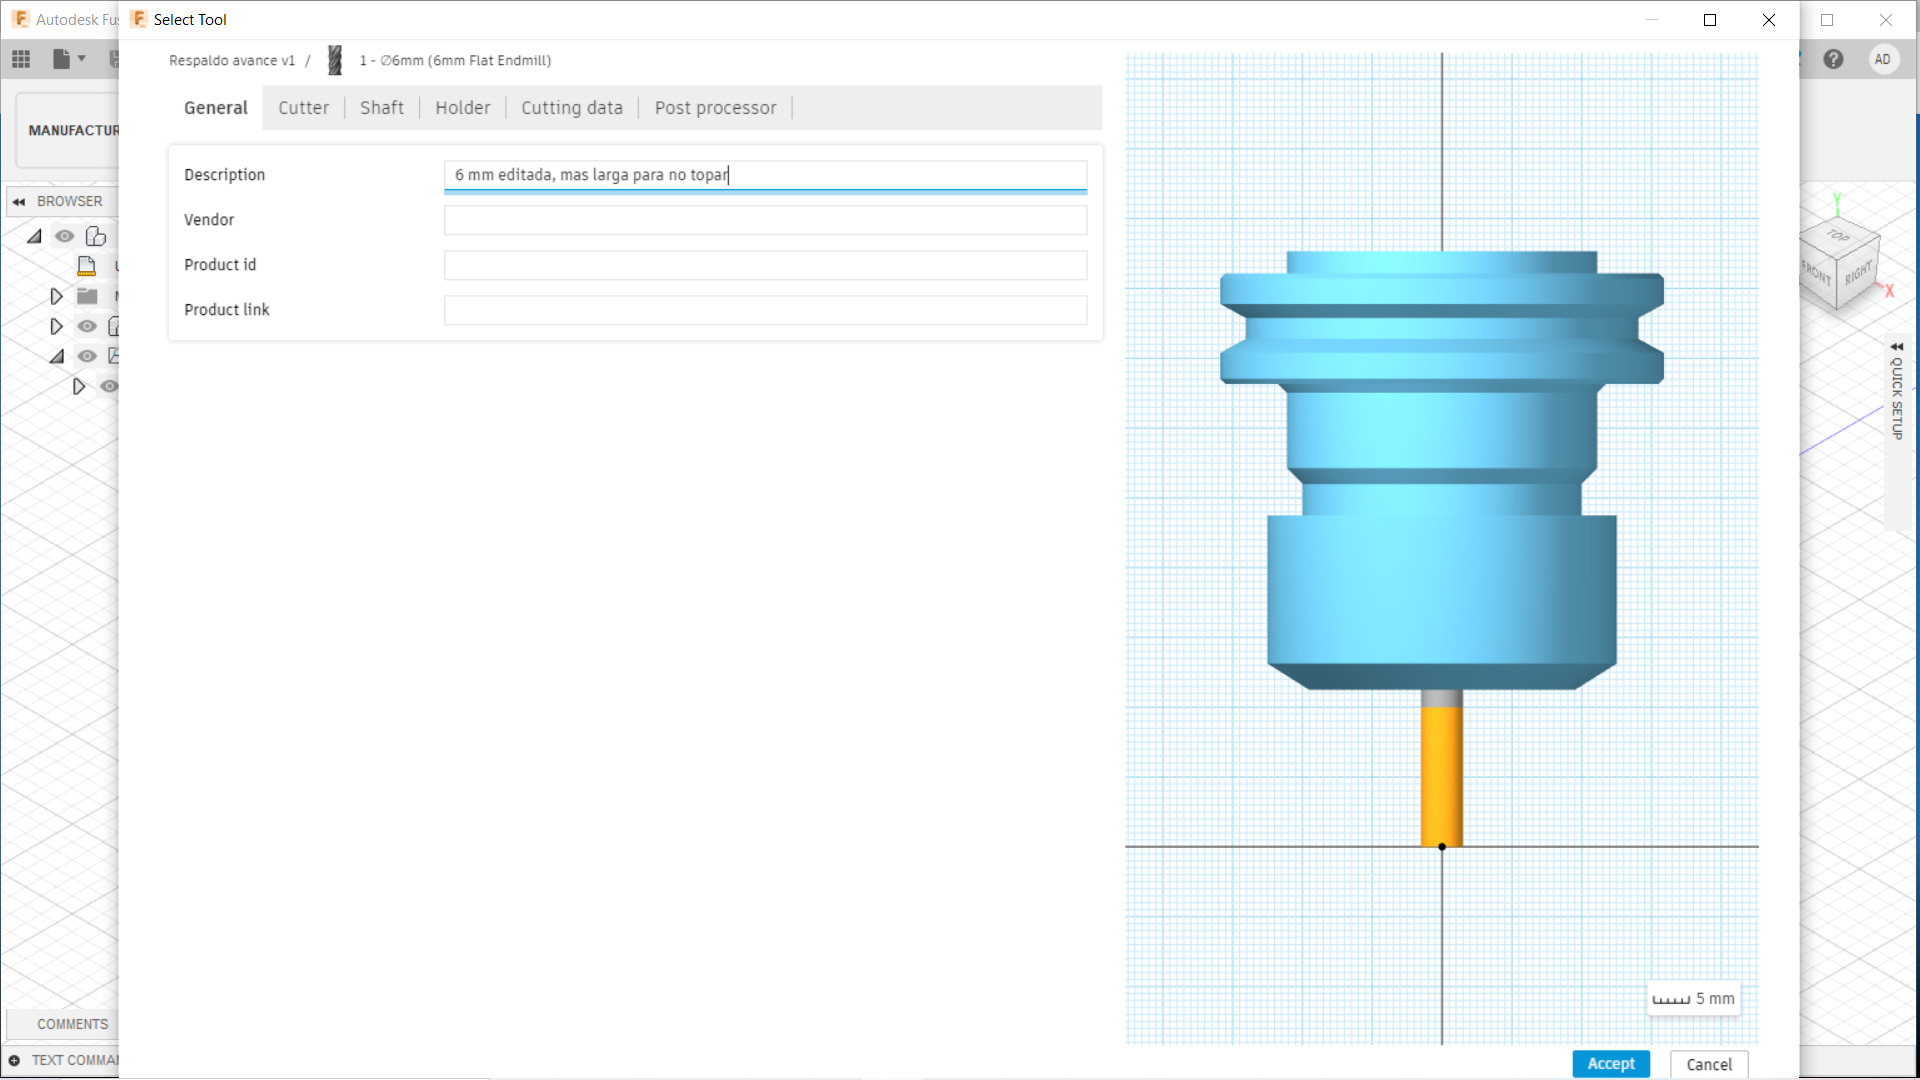 Autodesk Fus
Select Tool
Respaldo avance v1 / 1 - ∅6mm (6mm Flat Endmill)
AD
General Cutter Shaft Holder Cutting data Post processor
MANUFACTUR
Description 6 mm editada, mas larga para no topar
BROWSER
Vendor
Product id
Product link
Y
TOP
FRONT RIGHT
X
QUICK SETUP
5 mm
COMMENTS
TEXT COMMA
Accept Cancel